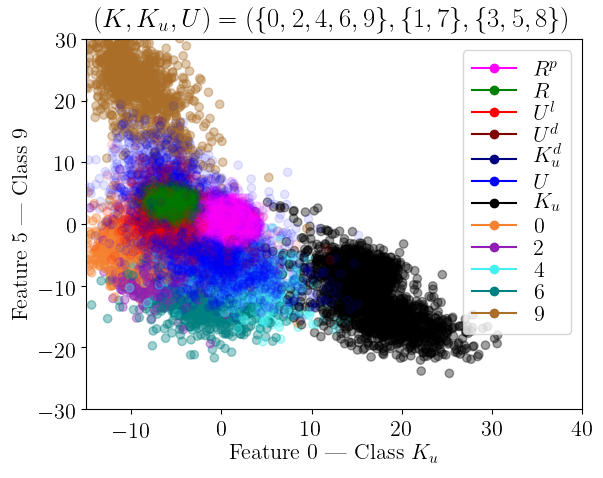 (K, K_u, U) = ({0, 2, 4, 6, 9}, {1, 7}, {3, 5, 8})
30
20
10
0
−10
−20
−30
Feature 5 — Class 9
R^p
R
U^l
U^d
K_u^d
U
K_u
0
2
4
6
9
−10
0
10
20
30
40
Feature 0 — Class K_u